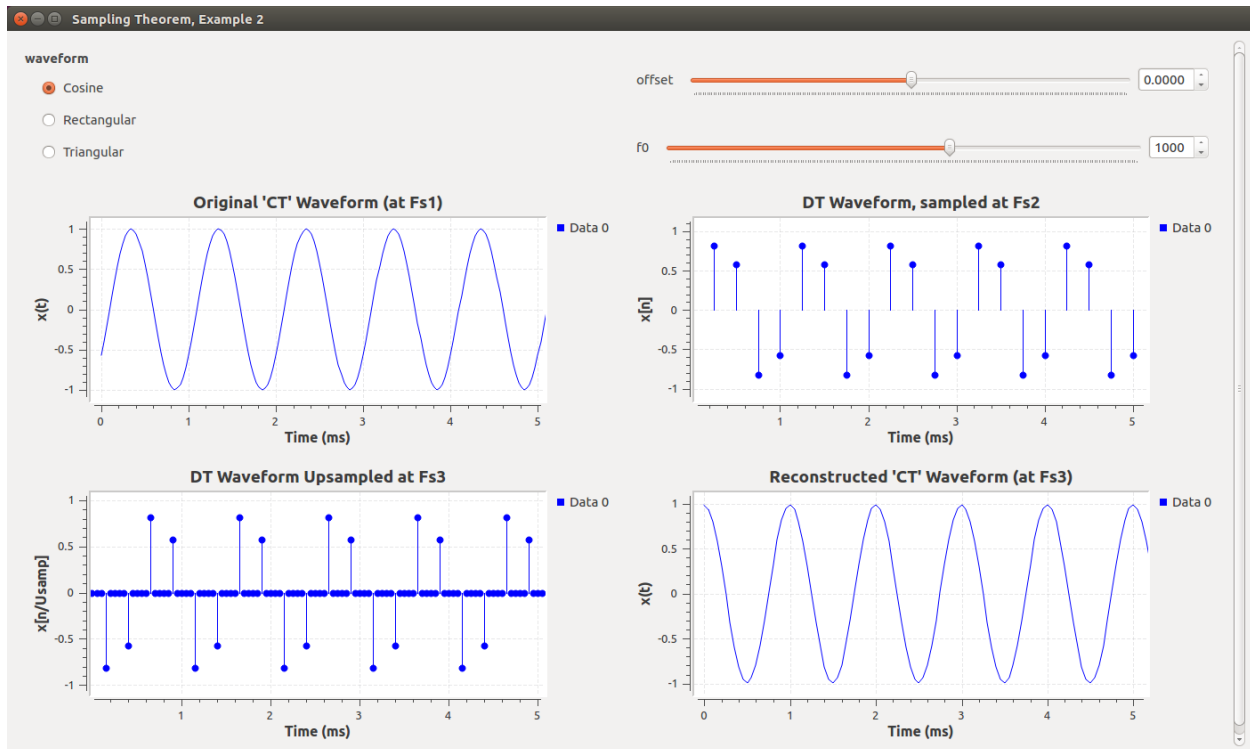 Sampling Theorem, Example 2
waveform
Cosine
Rectangular
Triangular
offset 0.0000
f0 1000
Original 'CT' Waveform (at Fs1)
Data 0
x(t)
1
0.5
0
-0.5
-1
0 1 2 3 4 5
Time (ms)
DT Waveform, sampled at Fs2
Data 0
x[n]
1
0.5
0
-0.5
-1
1 2 3 4 5
Time (ms)
DT Waveform Upsampled at Fs3
Data 0
x[n/Usamp]
1
0.5
0
-0.5
-1
1 2 3 4 5
Time (ms)
Reconstructed 'CT' Waveform (at Fs3)
Data 0
x(t)
1
0.5
0
-0.5
-1
0 1 2 3 4 5
Time (ms)